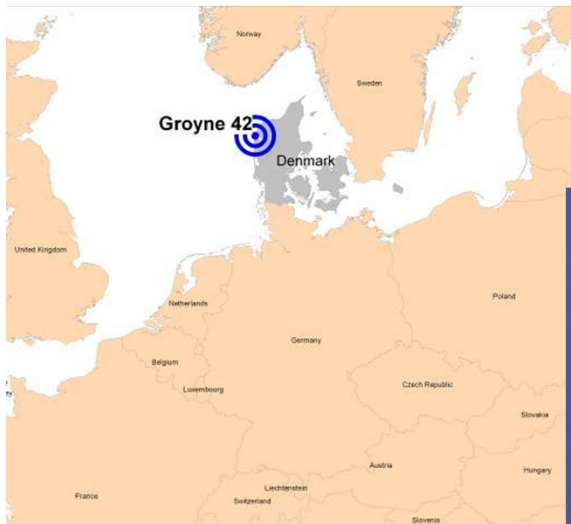 Norway
Sweden
Groyne 42
Denmark
United Kingdom
Netherlands
Poland
Germany
Belgium
Luxembourg
Czech Republic
Slovakia
Austria
Hungary
Liechtenstein
France
Switzerland
Slovenia